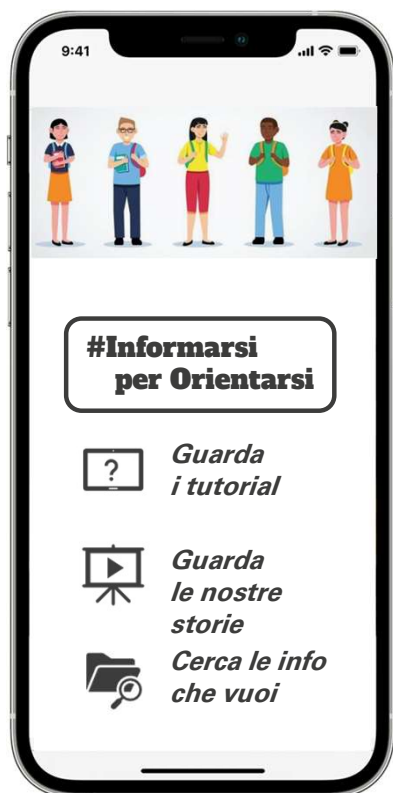 9:41
#Informarsi
per Orientarsi
?
Guarda
i tutorial
Guarda
le nostre
storie
Cerca le info
che vuoi